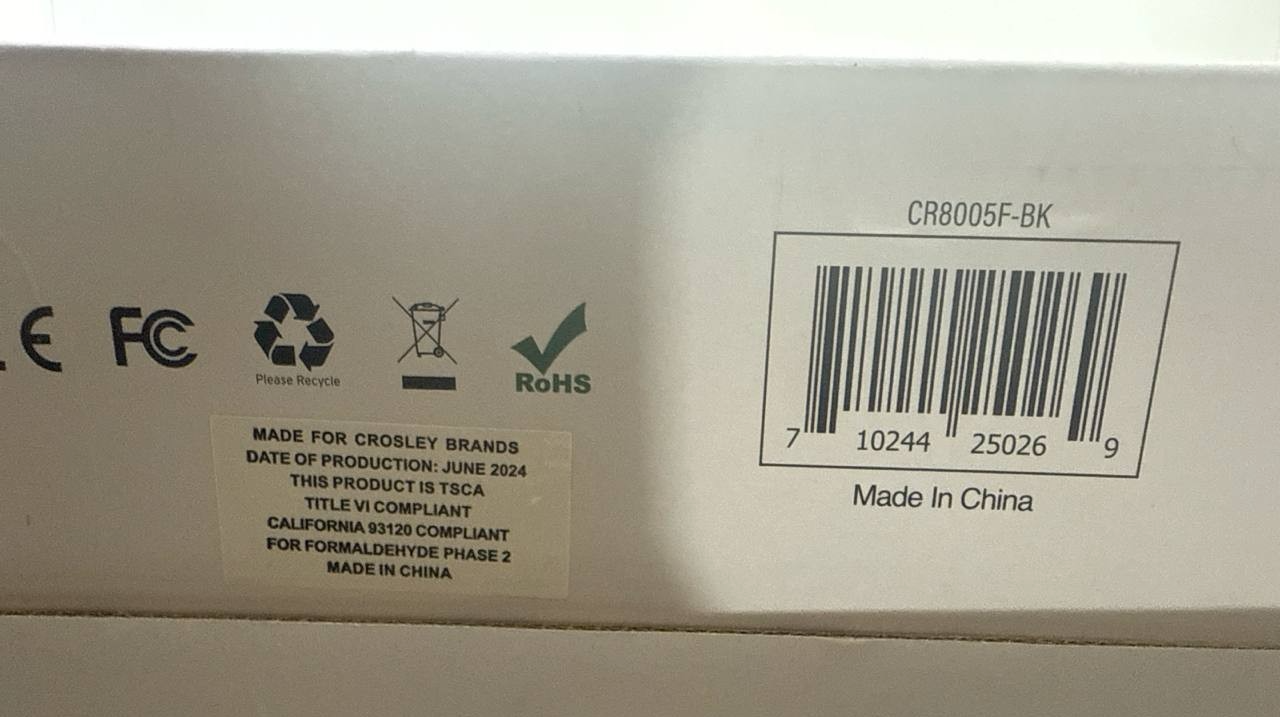 CR8005F-BK
7 10244 25026 9
Made In China
CE FC
Please Recycle
RoHS
MADE FOR CROSLEY BRANDS
DATE OF PRODUCTION: JUNE 2024
THIS PRODUCT IS TSCA
TITLE VI COMPLIANT
CALIFORNIA 93120 COMPLIANT
FOR FORMALDEHYDE PHASE 2
MADE IN CHINA